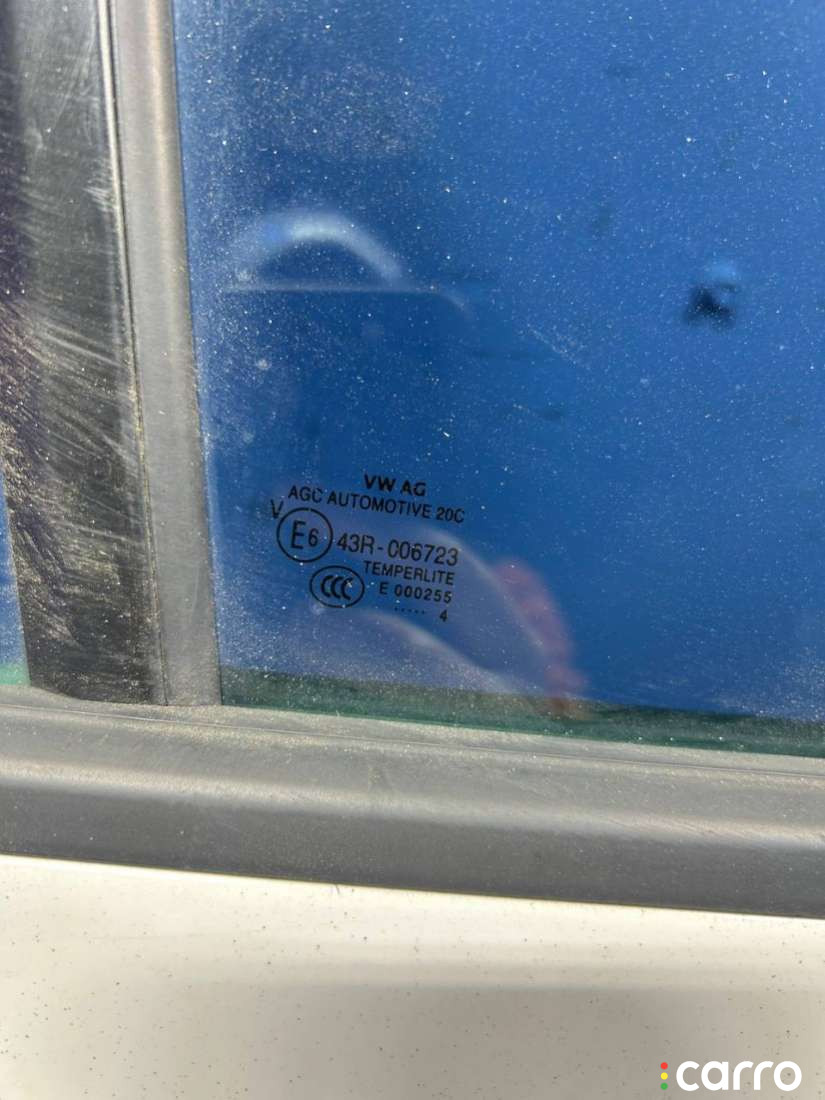 VW AG
AGC AUTOMOTIVE 20C
V
E6 43R-006723
TEMPERLITE
CCC E 000255
..... 4
carro